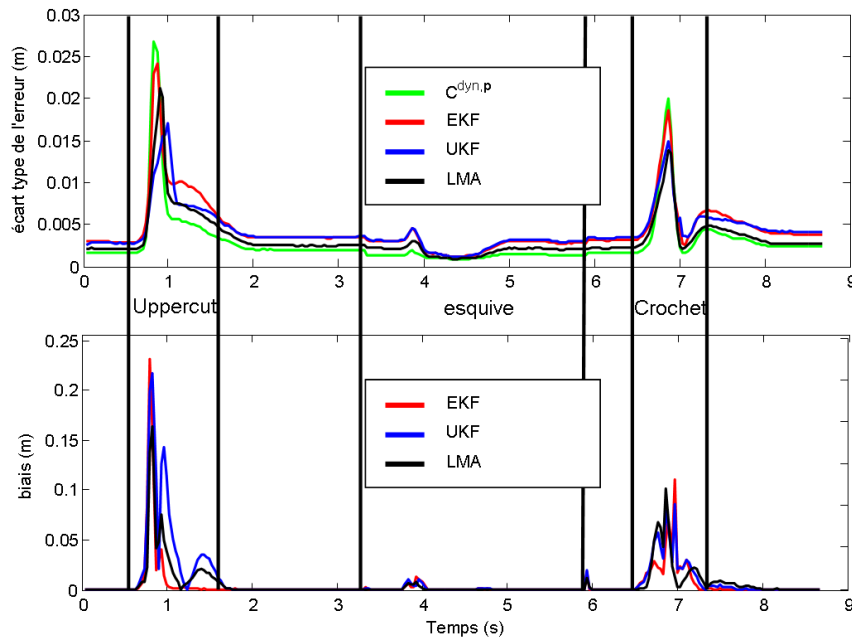 0.03
0.025
0.02
0.015
0.01
0.005
0
écart type de l'erreur (m)
C^dyn,p
EKF
UKF
LMA
0 1 2 3 4 5 6 7 8 9
Uppercut esquive Crochet
0.25
0.2
0.15
0.1
0.05
0
biais (m)
EKF
UKF
LMA
0 1 2 3 4 5 6 7 8 9
Temps (s)